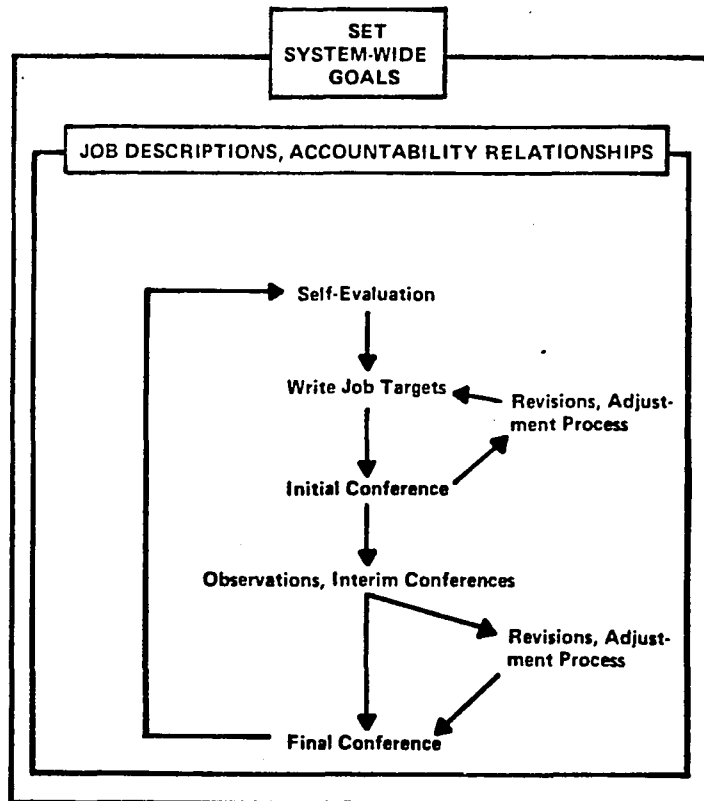 SET
SYSTEM-WIDE
GOALS
JOB DESCRIPTIONS, ACCOUNTABILITY RELATIONSHIPS
Self-Evaluation
Write Job Targets
Revisions, Adjust-
ment Process
Initial Conference
Observations, Interim Conferences
Revisions, Adjust-
ment Process
Final Conference